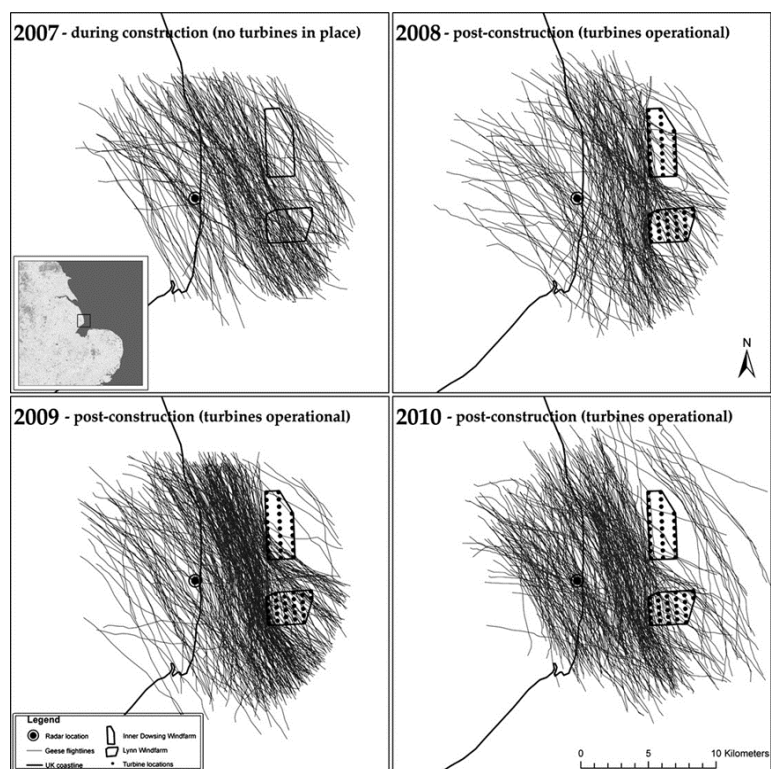 2007 - during construction (no turbines in place)
2008 - post-construction (turbines operational)
N
2009 - post-construction (turbines operational)
2010 - post-construction (turbines operational)
Legend
Radar location
Geese flightlines
UK coastline
Inner Dowsing Windfarm
Lynn Windfarm
Turbine locations
0 5 10 Kilometers